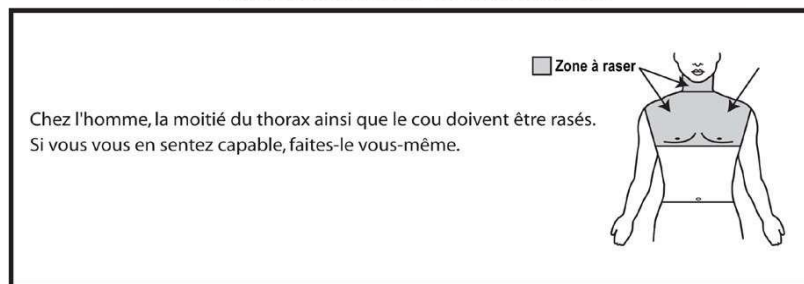 Zone à raser
Chez l'homme, la moitié du thorax ainsi que le cou doivent être rasés.
Si vous vous en sentez capable, faites-le vous-même.